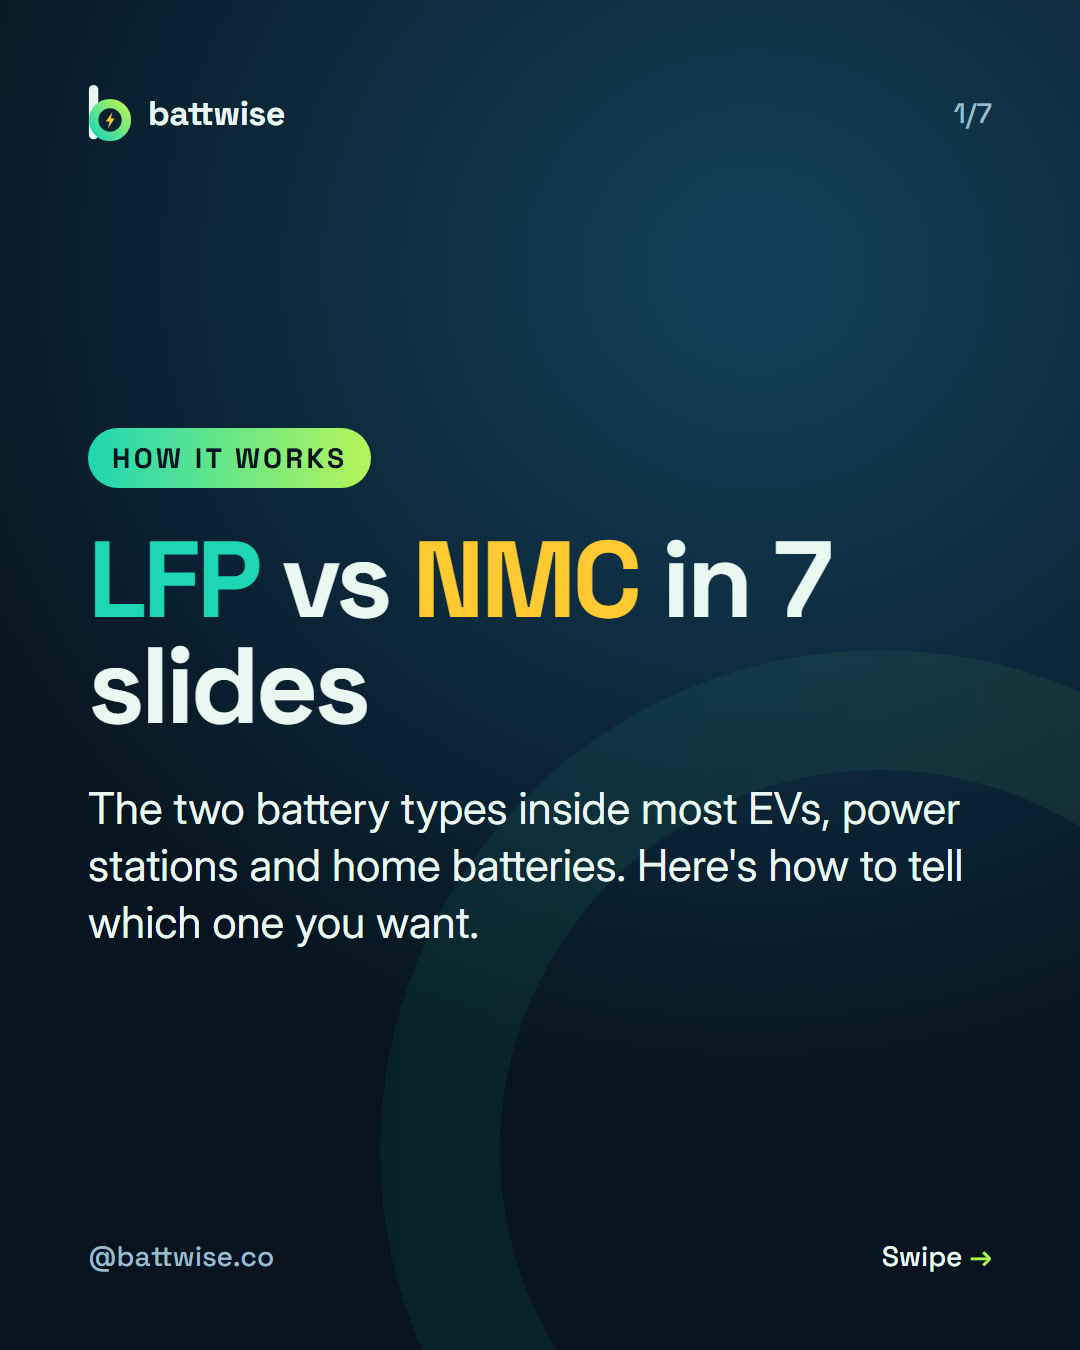 battwise
1/7
HOW IT WORKS
LFP vs NMC in 7
slides
The two battery types inside most EVs, power
stations and home batteries. Here's how to tell
which one you want.
@battwise.co
Swipe →